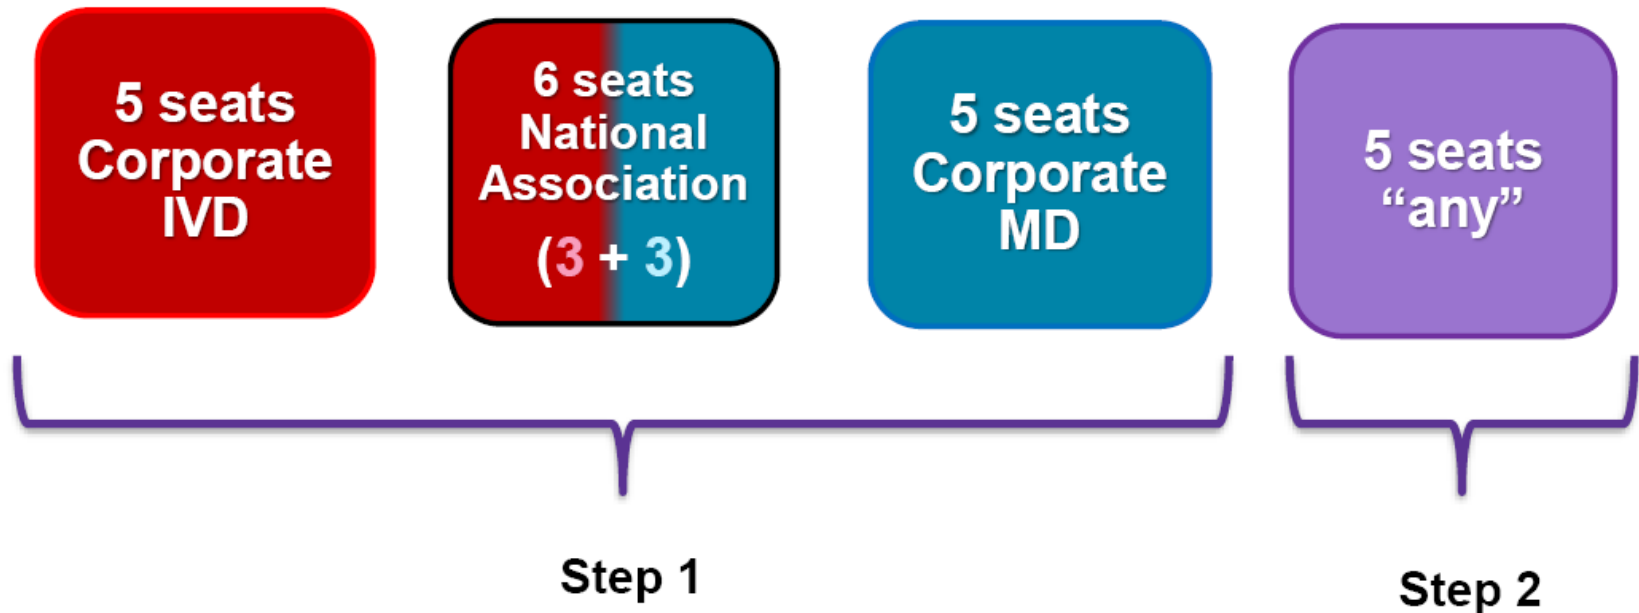 5 seats
Corporate
IVD
6 seats
National
Association
(3 + 3)
5 seats
Corporate
MD
5 seats
“any”
Step 1
Step 2